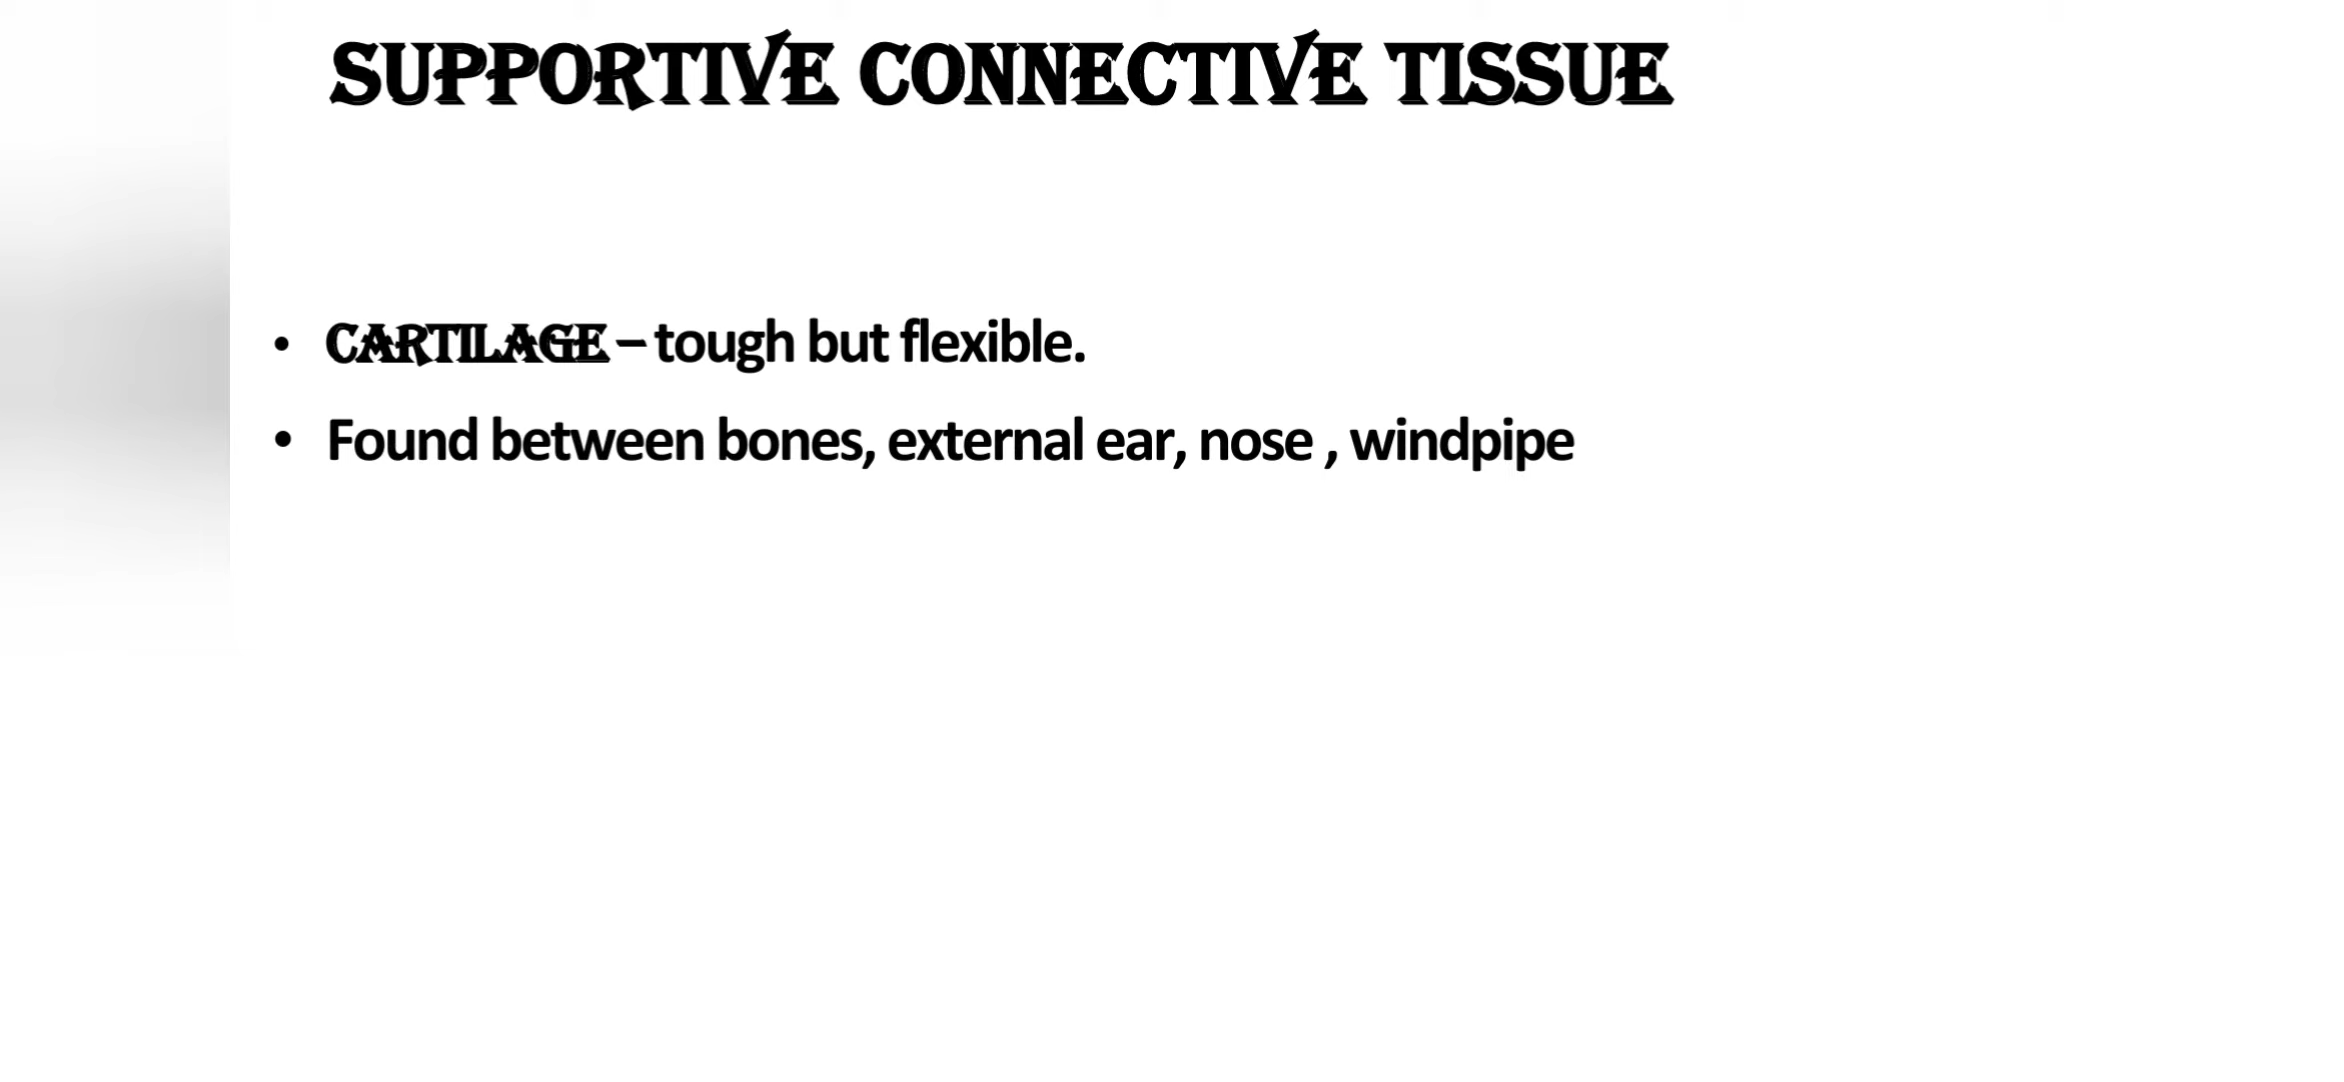 SUPPORTIVE CONNECTIVE TISSUE
• CARTILAGE – tough but flexible.
• Found between bones, external ear, nose , windpipe